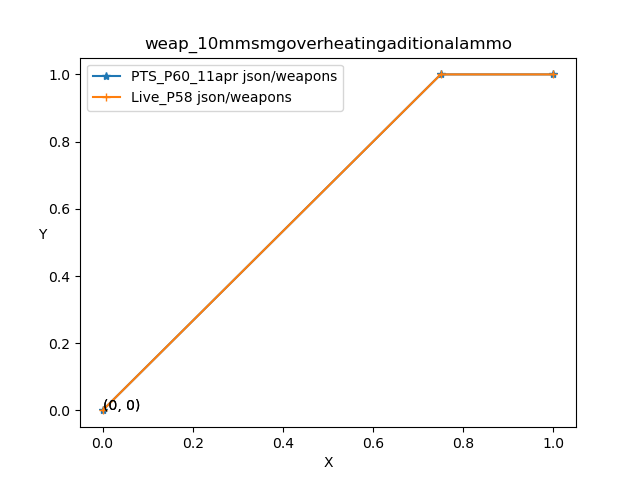 weap_10mmsmgoverheatingaditionalammo
PTS_P60_11apr json/weapons
Live_P58 json/weapons
1.0
0.8
0.6
0.4
0.2
0.0
Y
(0, 0)
0.0 0.2 0.4 0.6 0.8 1.0
X